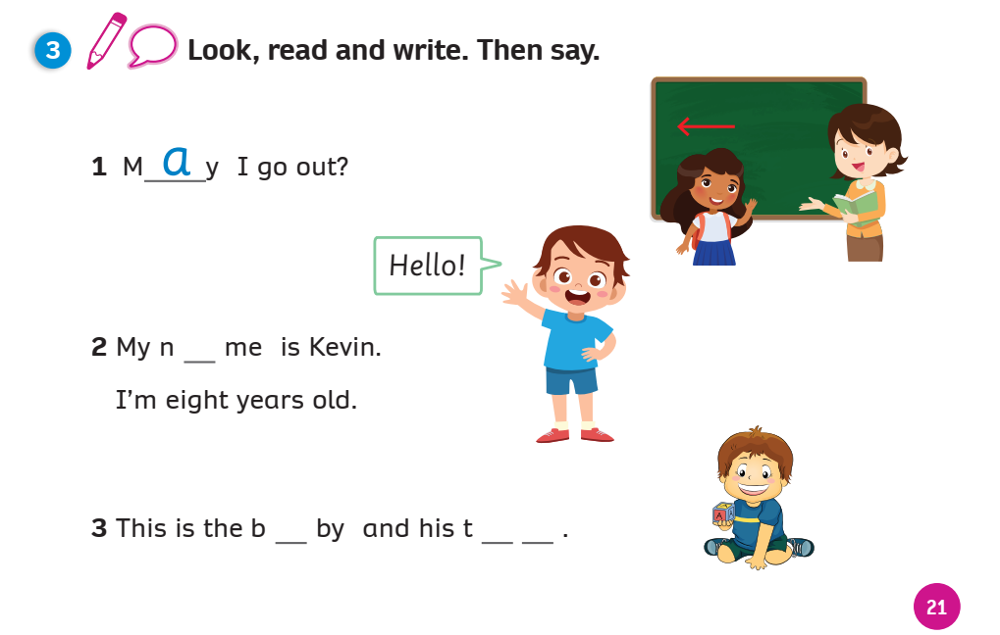 3 Look, read and write. Then say.
1 M__a__y I go out?
Hello!
2 My n __ me is Kevin.
I’m eight years old.
3 This is the b __ by and his t __ __ .
A A
21